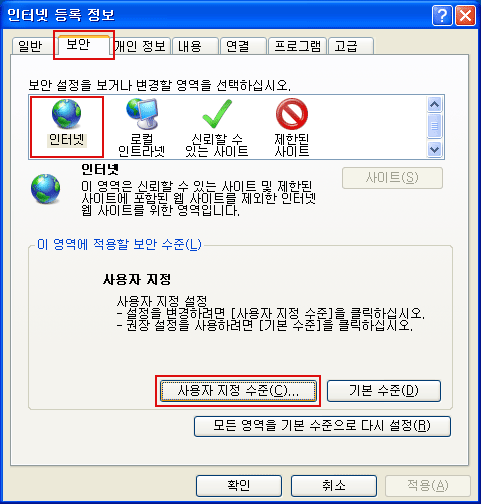 인터넷 등록 정보
일반 보안 개인 정보 내용 연결 프로그램 고급
보안 설정을 보거나 변경할 영역을 선택하십시오.
인터넷 로컬 인트라넷 신뢰할 수 있는 사이트 제한된 사이트
인터넷
이 영역은 신뢰할 수 있는 사이트 및 제한된
사이트에 포함된 웹 사이트를 제외한 인터넷
웹 사이트를 위한 영역입니다.
사이트(S)
이 영역에 적용할 보안 수준(L)
사용자 지정
사용자 지정 설정
- 설정을 변경하려면 [사용자 지정 수준]을 클릭하십시오.
- 권장 설정을 사용하려면 [기본 수준]을 클릭하십시오.
사용자 지정 수준(C)... 기본 수준(D)
모든 영역을 기본 수준으로 다시 설정(R)
확인 취소 적용(A)